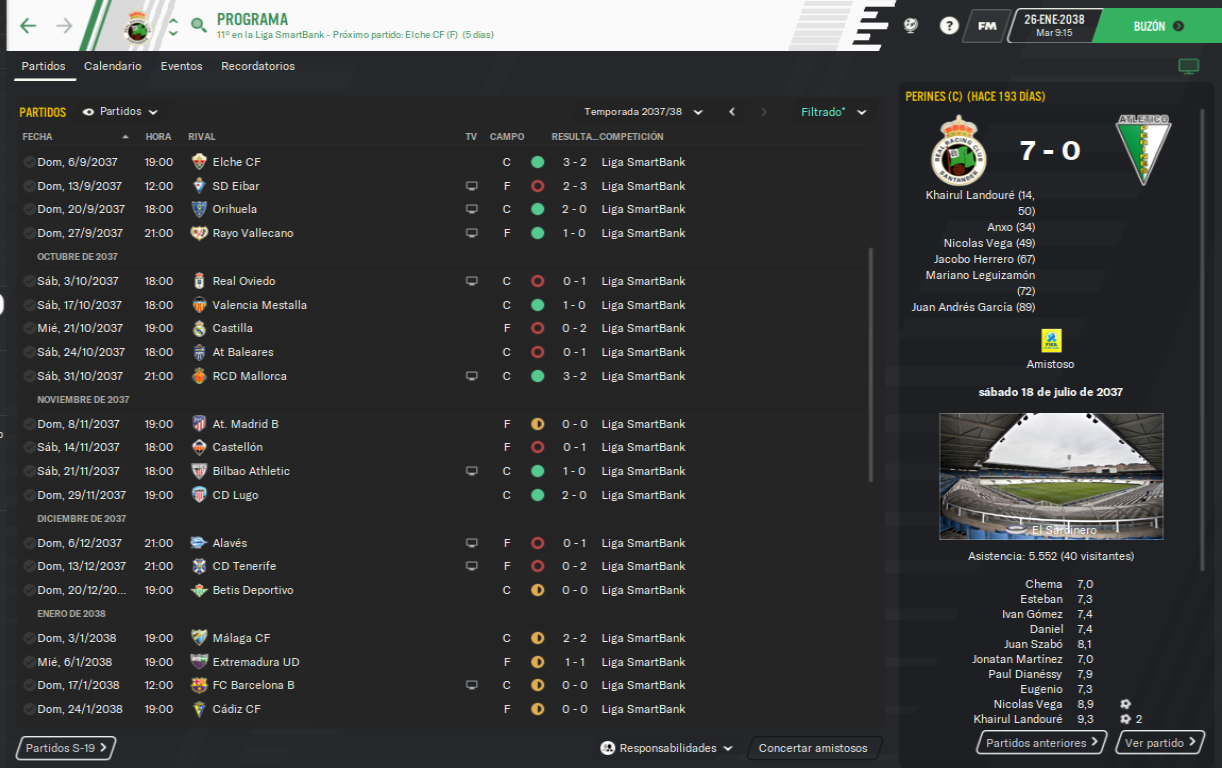 PROGRAMA
11º en la Liga SmartBank - Próximo partido: Elche CF (F) (5 días)
?
FM
26-ENE-2038
Mar 9:15
BUZÓN
Partidos Calendario Eventos Recordatorios
PARTIDOS Partidos Temporada 2037/38 Filtrado*
FECHA HORA RIVAL TV CAMPO RESULTA... COMPETICIÓN
Dom, 6/9/2037 19:00 Elche CF C 3 - 2 Liga SmartBank
Dom, 13/9/2037 12:00 SD Eibar F 2 - 3 Liga SmartBank
Dom, 20/9/2037 18:00 Orihuela C 2 - 0 Liga SmartBank
Dom, 27/9/2037 21:00 Rayo Vallecano F 1 - 0 Liga SmartBank
OCTUBRE DE 2037
Sáb, 3/10/2037 18:00 Real Oviedo C 0 - 1 Liga SmartBank
Sáb, 17/10/2037 18:00 Valencia Mestalla C 1 - 0 Liga SmartBank
Mié, 21/10/2037 19:00 Castilla F 0 - 2 Liga SmartBank
Sáb, 24/10/2037 18:00 At Baleares C 0 - 1 Liga SmartBank
Sáb, 31/10/2037 21:00 RCD Mallorca C 3 - 2 Liga SmartBank
NOVIEMBRE DE 2037
Dom, 8/11/2037 19:00 At. Madrid B F 0 - 0 Liga SmartBank
Sáb, 14/11/2037 18:00 Castellón F 0 - 1 Liga SmartBank
Sáb, 21/11/2037 18:00 Bilbao Athletic C 1 - 0 Liga SmartBank
Dom, 29/11/2037 19:00 CD Lugo C 2 - 0 Liga SmartBank
DICIEMBRE DE 2037
Dom, 6/12/2037 21:00 Alavés F 0 - 1 Liga SmartBank
Dom, 13/12/2037 21:00 CD Tenerife F 0 - 2 Liga SmartBank
Dom, 20/12/20... 19:00 Betis Deportivo C 0 - 0 Liga SmartBank
ENERO DE 2038
Dom, 3/1/2038 19:00 Málaga CF C 2 - 2 Liga SmartBank
Mié, 6/1/2038 19:00 Extremadura UD F 1 - 1 Liga SmartBank
Dom, 17/1/2038 12:00 FC Barcelona B C 0 - 0 Liga SmartBank
Dom, 24/1/2038 19:00 Cádiz CF F 0 - 0 Liga SmartBank
Partidos S-19 Responsabilidades Concertar amistosos
PERINES (C) (HACE 193 DÍAS)
REAL RACING CLUB SANTANDER
7 - 0
ATLETICO
Khairul Landouré (14,
50)
Anxo (34)
Nicolas Vega (49)
Jacobo Herrero (67)
Mariano Leguizamón
(72)
Juan Andrés García (89)
Amistoso
sábado 18 de julio de 2037
El Sardinero
Asistencia: 5.552 (40 visitantes)
Chema 7,0
Esteban 7,3
Ivan Gómez 7,4
Daniel 7,4
Juan Szabó 8,1
Jonatan Martínez 7,0
Paul Dianéssy 7,9
Eugenio 7,3
Nicolas Vega 8,9
Khairul Landouré 9,3 2
Partidos anteriores Ver partido